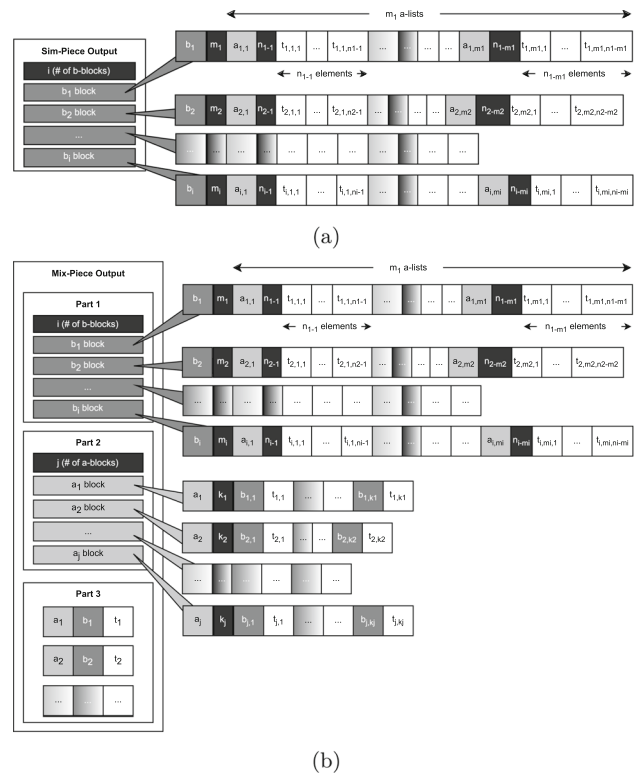 m1 a-lists
Sim-Piece Output
b1 m1 a1,1 n1-1 t1,1,1 ... t1,1,n1-1 ... ... ... ... a1,m1 n1-m1 t1,m1,1 ... t1,m1,n1-m1
i (# of b-blocks)
n1-1 elements n1-m1 elements
b1 block
b2 block
b2 m2 a2,1 n2-1 t2,1,1 ... t2,1,n2-1 ... ... ... ... a2,m2 n2-m2 t2,m2,1 ... t2,m2,n2-m2
...
... ... ... ... ... ... ... ... ... ... ...
bi block
bi mi ai,1 ni-1 ti,1,1 ... ti,1,ni-1 ... ... ... ... ai,mi ni-mi ti,mi,1 ... ti,mi,ni-mi
(a)
m1 a-lists
Mix-Piece Output
Part 1
b1 m1 a1,1 n1-1 t1,1,1 ... t1,1,n1-1 ... ... ... ... a1,m1 n1-m1 t1,m1,1 ... t1,m1,n1-m1
i (# of b-blocks)
n1-1 elements n1-m1 elements
b1 block
b2 block
b2 m2 a2,1 n2-1 t2,1,1 ... t2,1,n2-1 ... ... ... ... a2,m2 n2-m2 t2,m2,1 ... t2,m2,n2-m2
...
... ... ... ... ... ... ... ... ... ... ...
bi block
bi mi ai,1 ni-1 ti,1,1 ... ti,1,ni-1 ... ... ... ... ai,mi ni-mi ti,mi,1 ... ti,mi,ni-mi
Part 2
j (# of a-blocks)
a1 block
a1 k1 b1,1 t1,1 ... ... b1,k1 t1,k1
a2 block
a2 k2 b2,1 t2,1 ... ... b2,k2 t2,k2
...
... ... ... ... ... ...
aj block
aj kj bj,1 tj,1 ... ... bj,kj tj,kj
Part 3
a1 b1 t1
a2 b2 t2
... ... ...
(b)